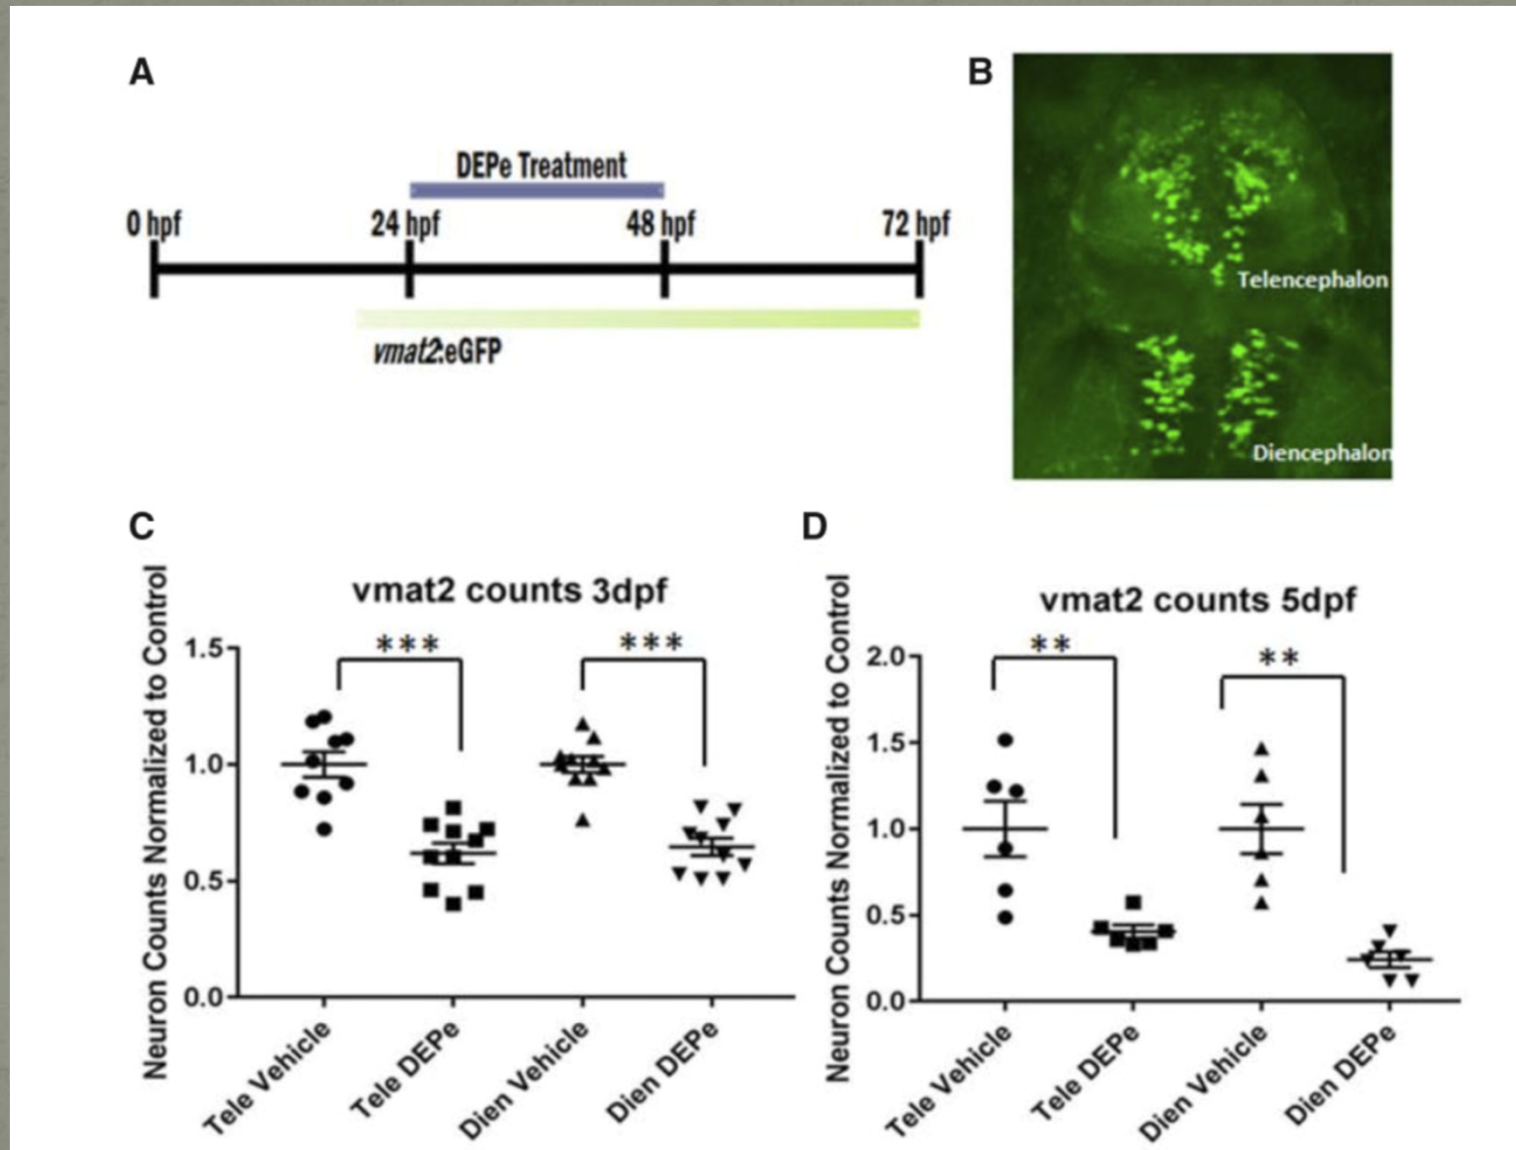 A
B
DEPe Treatment
0 hpf 24 hpf 48 hpf 72 hpf
vmat2:eGFP
Telencephalon
Diencephalon
C
D
vmat2 counts 3dpf
Neuron Counts Normalized to Control
*** ***
1.5
1.0
0.5
0.0
Tele Vehicle
Tele DEPe
Dien Vehicle
Dien DEPe
vmat2 counts 5dpf
Neuron Counts Normalized to Control
** **
2.0
1.5
1.0
0.5
0.0
Tele Vehicle
Tele DEPe
Dien Vehicle
Dien DEPe